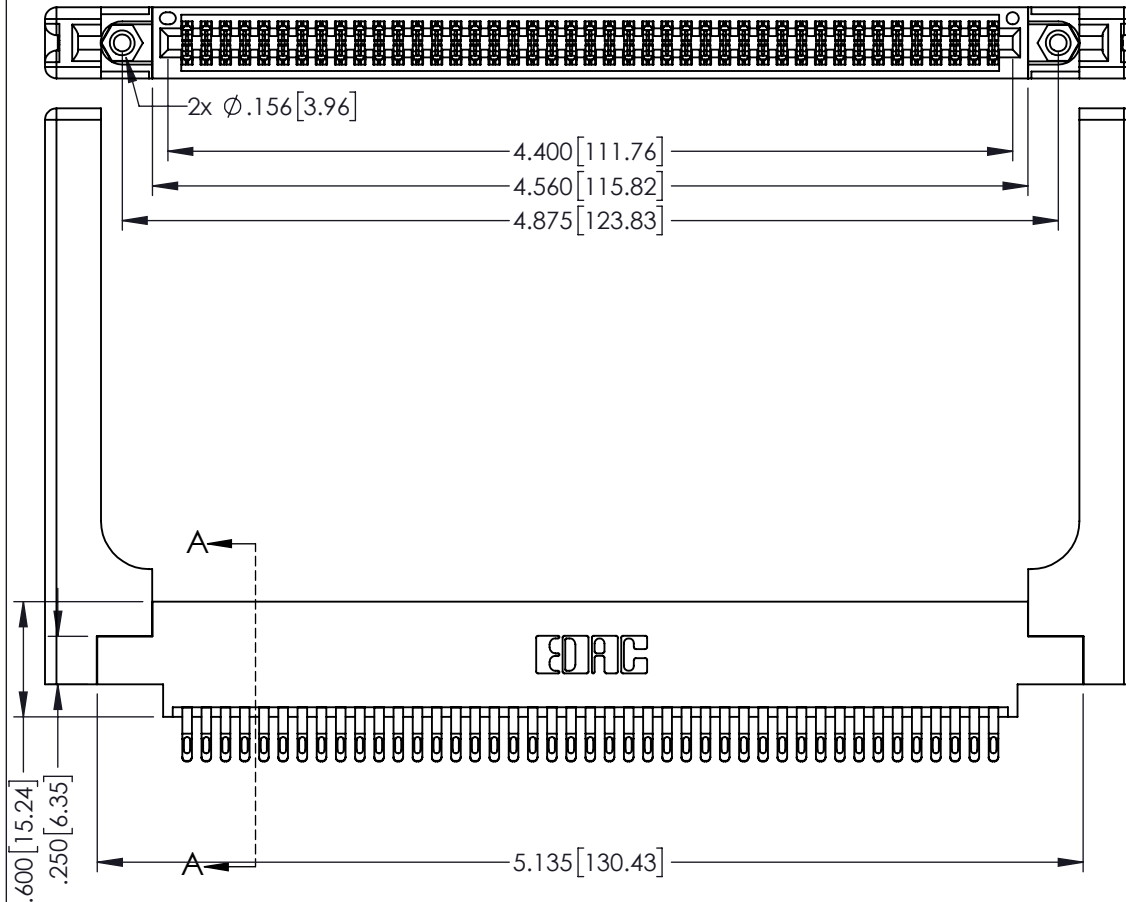 2x ∅.156[3.96]
4.400[111.76]
4.560[115.82]
4.875[123.83]
A
EDAC
.600[15.24]
.250[6.35]
A
5.135[130.43]